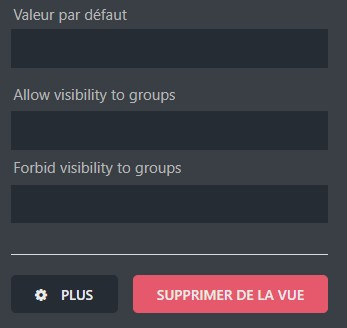 Valeur par défaut
Allow visibility to groups
Forbid visibility to groups
PLUS
SUPPRIMER DE LA VUE